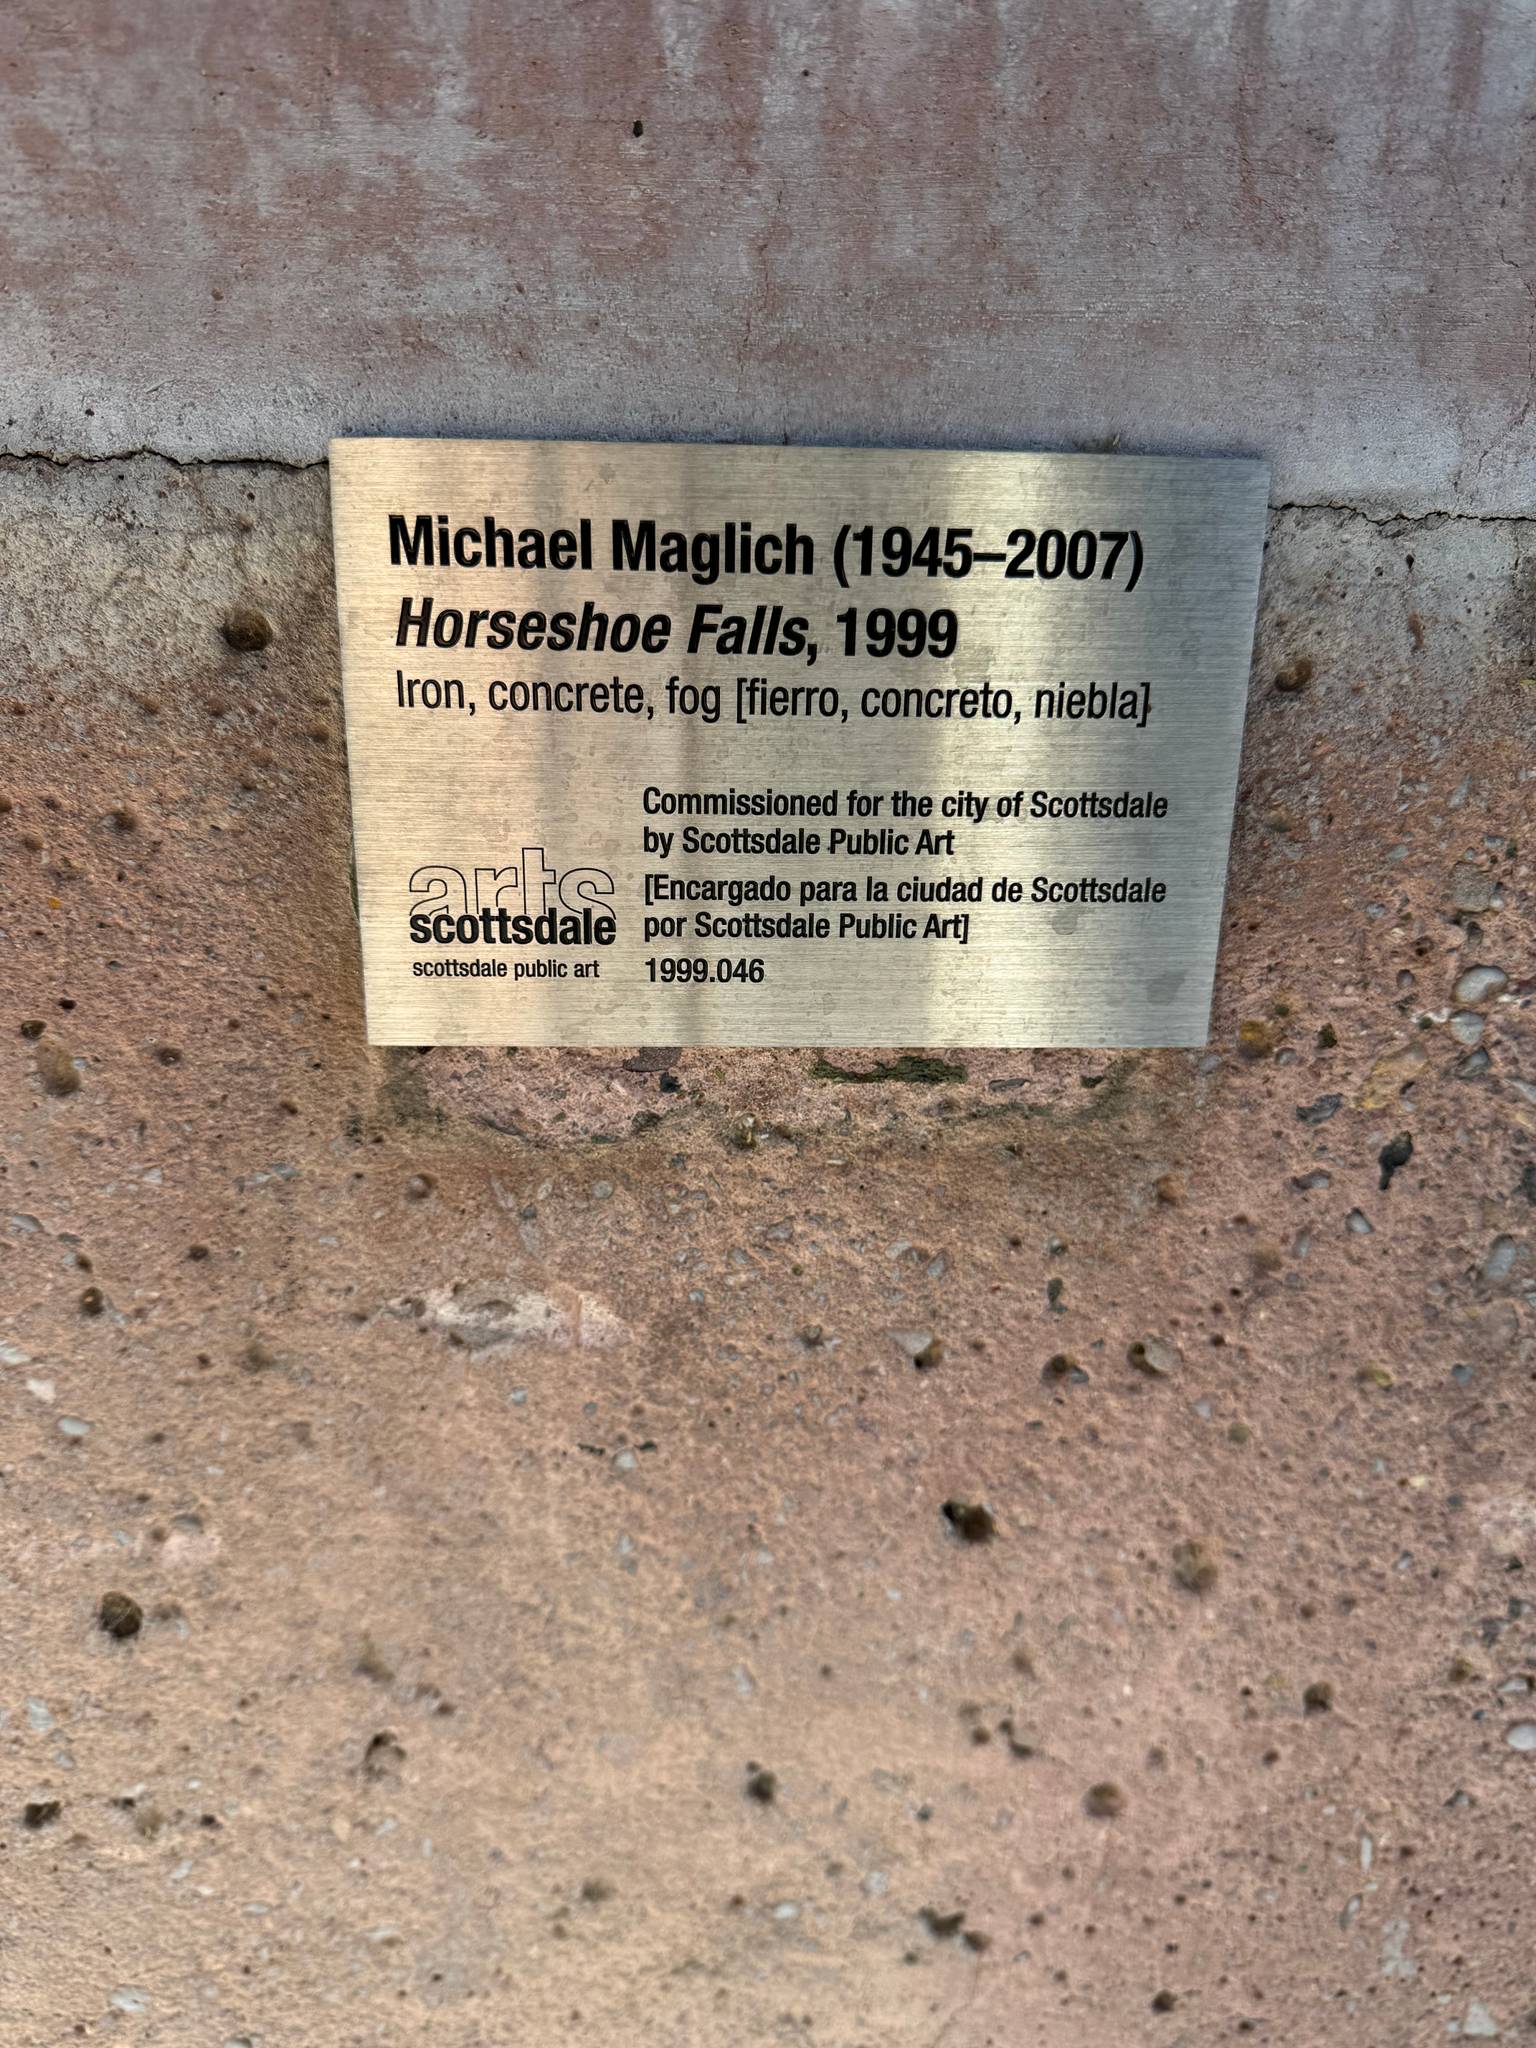 Michael Maglich (1945–2007)
Horseshoe Falls, 1999
Iron, concrete, fog [fierro, concreto, niebla]
Commissioned for the city of Scottsdale
by Scottsdale Public Art
[Encargado para la ciudad de Scottsdale
por Scottsdale Public Art]
1999.046
arts
scottsdale
scottsdale public art